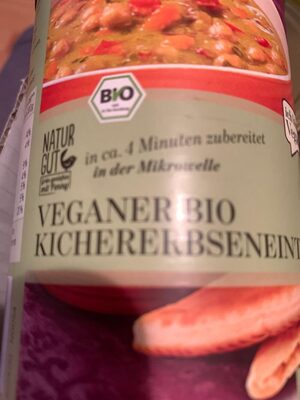 BIO
NATUR
GUT
in ca. 4 Minuten zubereitet
in der Mikrowelle
VEGANER BIO
KICHERERBSENEINT